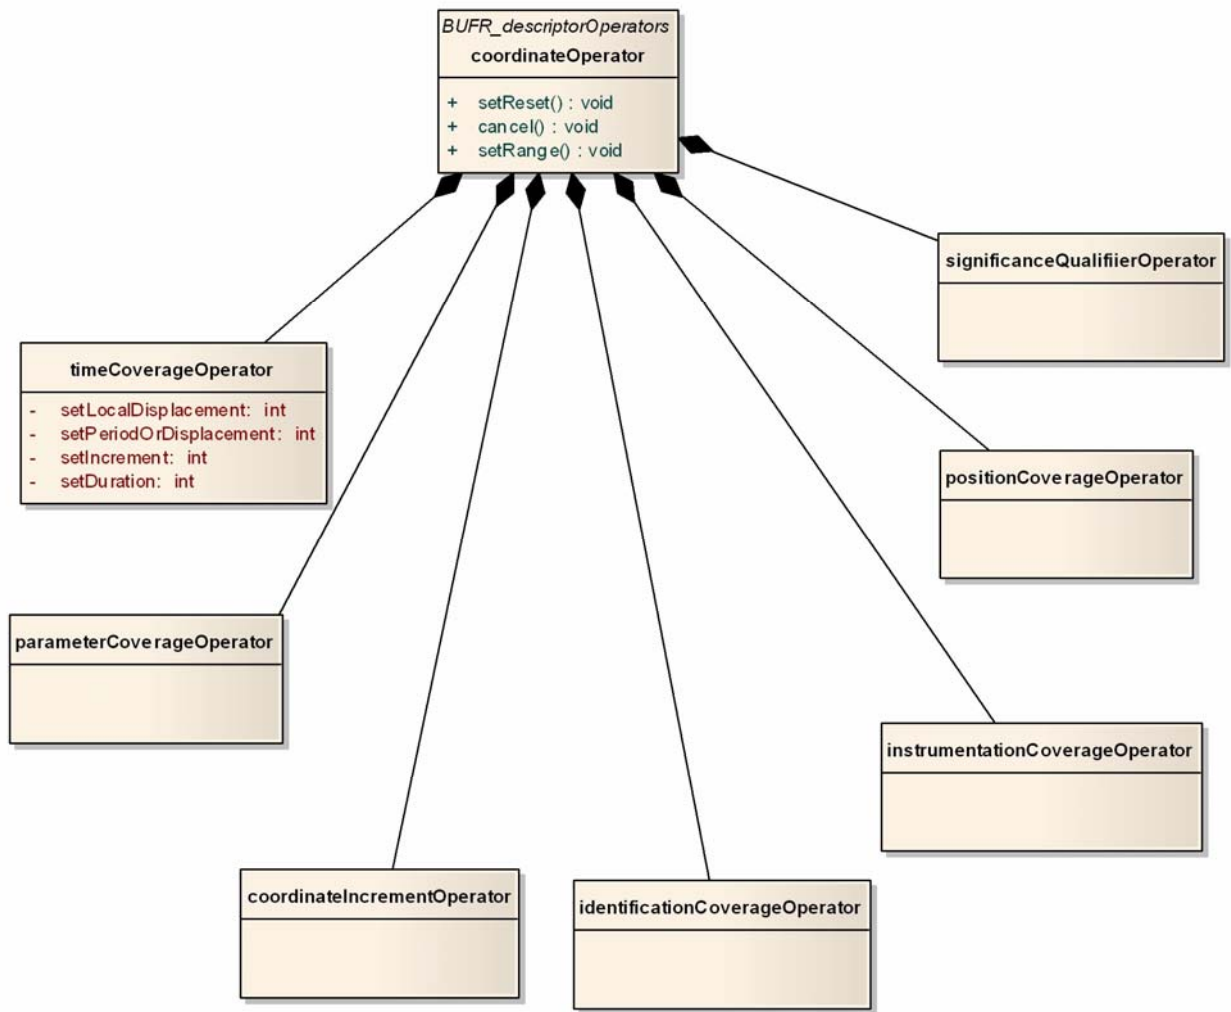 BUFR_descriptorOperators
coordinateOperator
+ setReset() : void
+ cancel() : void
+ setRange() : void
significanceQualifiierOperator
timeCoverageOperator
- setLocalDisplacement: int
- setPeriodOrDisplacement: int
- setIncrement: int
- setDuration: int
positionCoverageOperator
parameterCoverageOperator
instrumentationCoverageOperator
coordinateIncrementOperator
identificationCoverageOperator